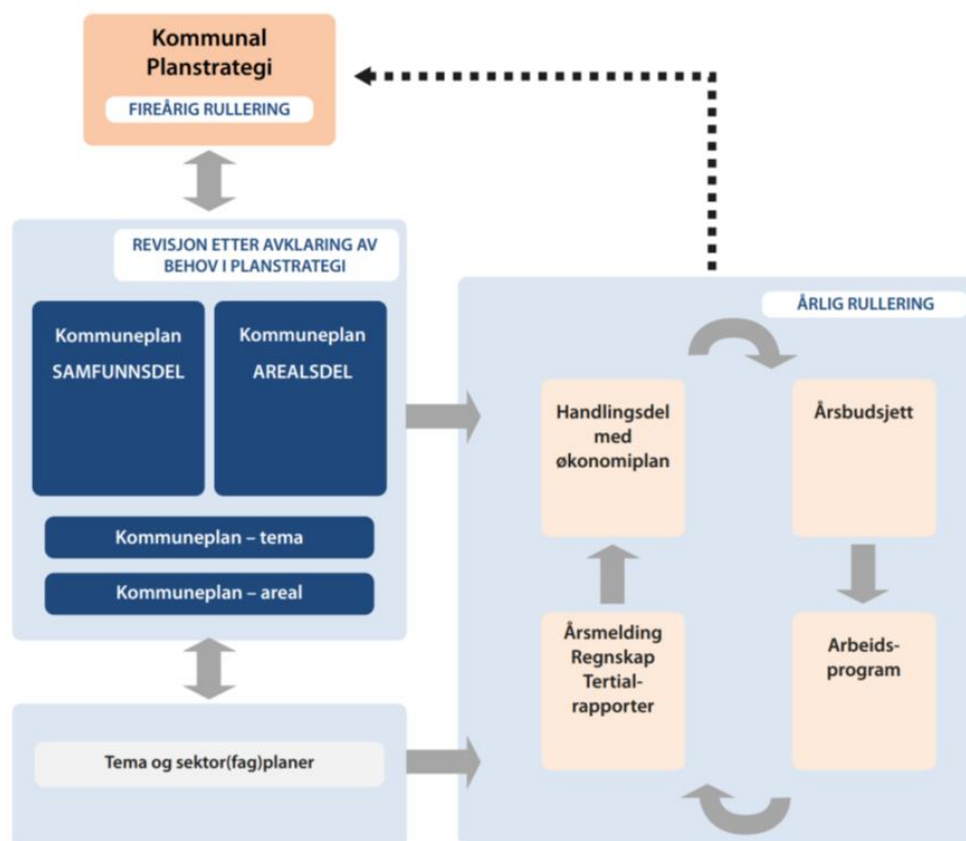 Kommunal
Planstrategi
FIREÅRIG RULLERING
REVISJON ETTER AVKLARING AV
BEHOV I PLANSTRATEGI
Kommuneplan
SAMFUNNSDEL
Kommuneplan
AREALSDEL
Kommuneplan – tema
Kommuneplan – areal
Tema og sektor(fag)planer
ÅRLIG RULLERING
Handlingsdel
med
økonomiplan
Årsbudsjett
Årsmelding
Regnskap
Tertial-
rapporter
Arbeids-
program